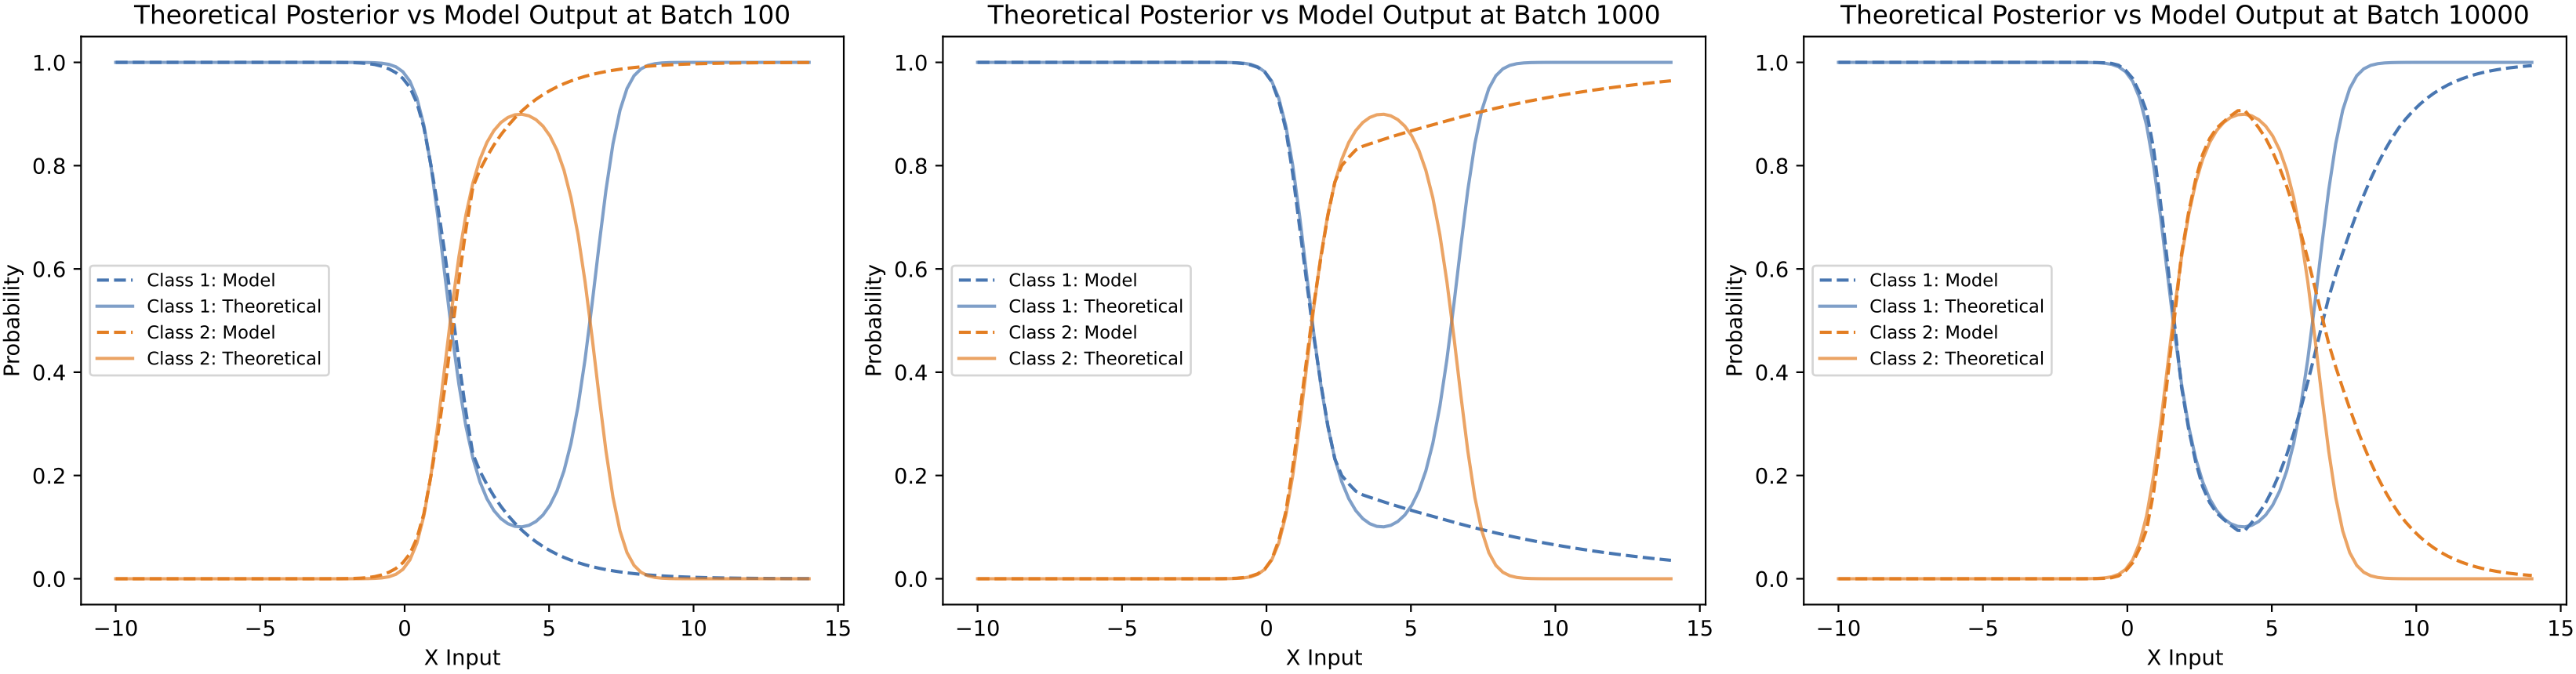 Theoretical Posterior vs Model Output at Batch 100
Probability
1.0
0.8
0.6
0.4
0.2
0.0
Class 1: Model
Class 1: Theoretical
Class 2: Model
Class 2: Theoretical
−10
−5
0
5
10
15
X Input
Theoretical Posterior vs Model Output at Batch 1000
Probability
1.0
0.8
0.6
0.4
0.2
0.0
Class 1: Model
Class 1: Theoretical
Class 2: Model
Class 2: Theoretical
−10
−5
0
5
10
15
X Input
Theoretical Posterior vs Model Output at Batch 10000
Probability
1.0
0.8
0.6
0.4
0.2
0.0
Class 1: Model
Class 1: Theoretical
Class 2: Model
Class 2: Theoretical
−10
−5
0
5
10
15
X Input